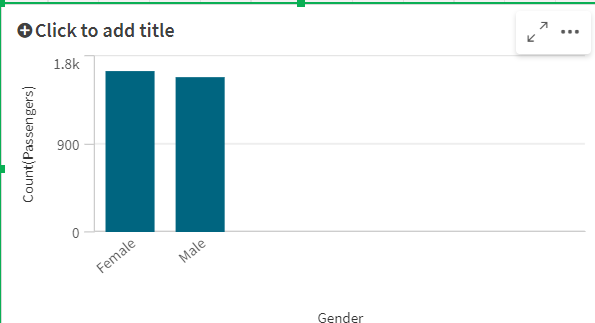 Click to add title
1.8k
900
0
Count(Passengers)
Female
Male
Gender